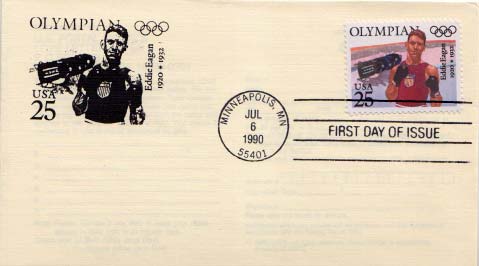 OLYMPIAN
Eddie Eagan
1920 * 1932
USA
25
OLYMPIAN
Eddie Eagan
1920 * 1932
USA
25
MINNEAPOLIS, MN
JUL
6
1990
55401
FIRST DAY OF ISSUE